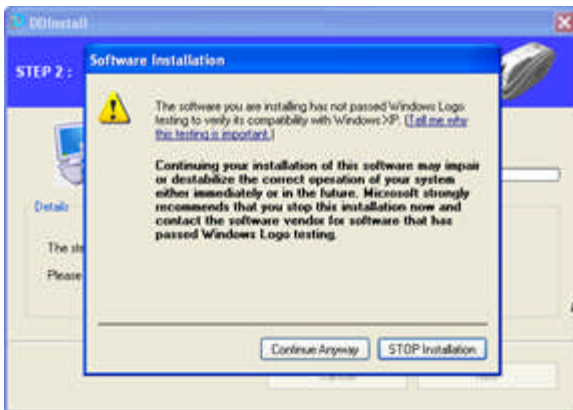 DDInstall
STEP 2 :
Software Installation
The software you are installing has not passed Windows Logo
testing to verify its compatibility with Windows XP. (Tell me why
this testing is important.)
Continuing your installation of this software may impair
or destabilize the correct operation of your system
either immediately or in the future. Microsoft strongly
recommends that you stop this installation now and
contact the software vendor for software that has
passed Windows Logo testing.
Details
The
Please
Continue Anyway
STOP Installation